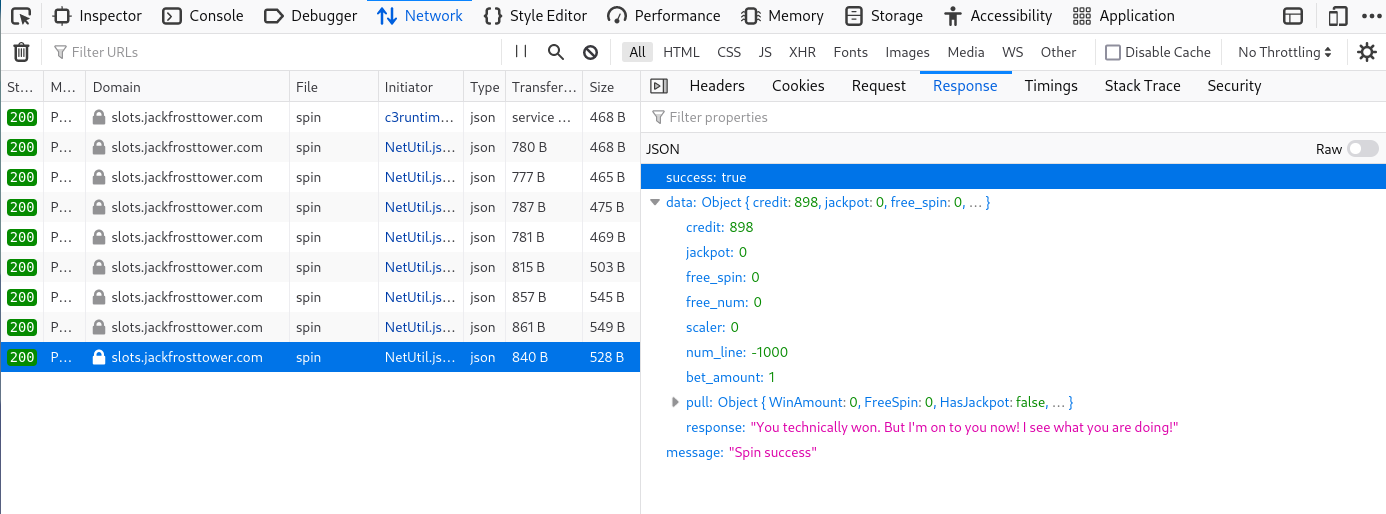 Inspector Console Debugger Network Style Editor Performance Memory Storage Accessibility Application
Filter URLs All HTML CSS JS XHR Fonts Images Media WS Other Disable Cache No Throttling
St… M… Domain File Initiator Type Transfer… Size
200 P… slots.jackfrosttower.com spin c3runtim… json service … 468 B
200 P… slots.jackfrosttower.com spin NetUtil.js… json 780 B 468 B
200 P… slots.jackfrosttower.com spin NetUtil.js… json 777 B 465 B
200 P… slots.jackfrosttower.com spin NetUtil.js… json 787 B 475 B
200 P… slots.jackfrosttower.com spin NetUtil.js… json 781 B 469 B
200 P… slots.jackfrosttower.com spin NetUtil.js… json 815 B 503 B
200 P… slots.jackfrosttower.com spin NetUtil.js… json 857 B 545 B
200 P… slots.jackfrosttower.com spin NetUtil.js… json 861 B 549 B
200 P… slots.jackfrosttower.com spin NetUtil.js… json 840 B 528 B
Headers Cookies Request Response Timings Stack Trace Security
Filter properties
JSON Raw
success: true
data: Object { credit: 898, jackpot: 0, free_spin: 0, … }
credit: 898
jackpot: 0
free_spin: 0
free_num: 0
scaler: 0
num_line: -1000
bet_amount: 1
pull: Object { WinAmount: 0, FreeSpin: 0, HasJackpot: false, … }
response: "You technically won. But I'm on to you now! I see what you are doing!"
message: "Spin success"